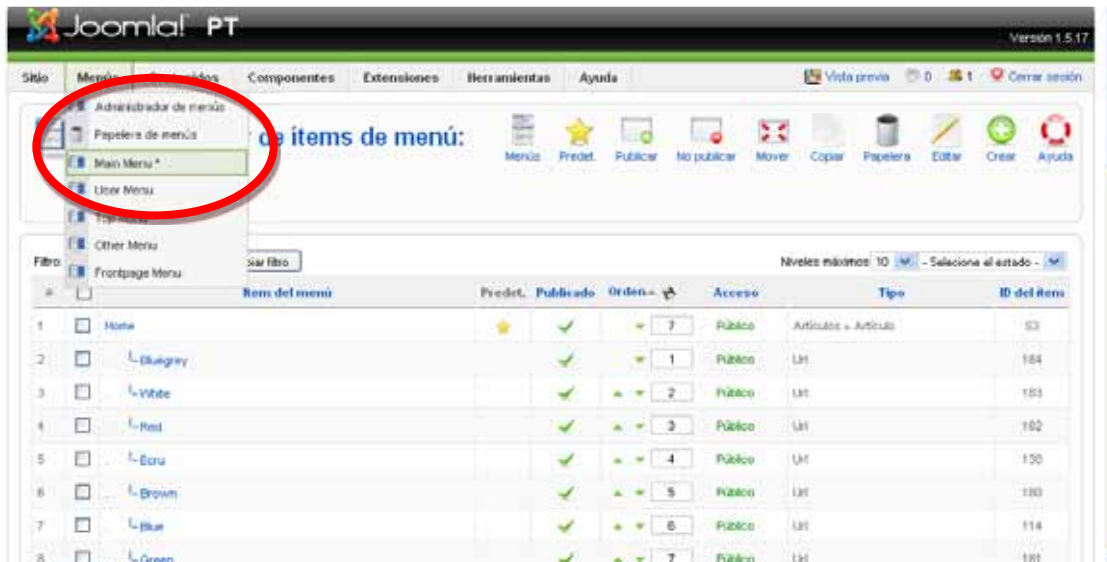 Joomla! PT
Versión 1.5.17
Sitio Menús Componentes Extensiones Herramientas Ayuda Vista previa 0 1 Cerrar sesión
Administrador de menús
Papelera de menús
Main Menu *
User Menu
Top Menu
Other Menu
Frontpage Menu
de ítems de menú:
Menús Predet. Publicar No publicar Mover Copiar Papelera Editar Crear Ayuda
Filtro iar filtro Niveles máximos 10 - Seleciona el estado -
# Ítem del menú Predet. Publicado Orden Acceso Tipo ID del ítem
1 Home 7 Público Artículos » Artículo 53
2 Bluegrey 1 Público Url 184
3 White 2 Público Url 183
4 Red 3 Público Url 182
5 Ecru 4 Público Url
6 Brown 5 Público Url 180
7 Blue 6 Público Url 114
8 Green 7 Público Url 181